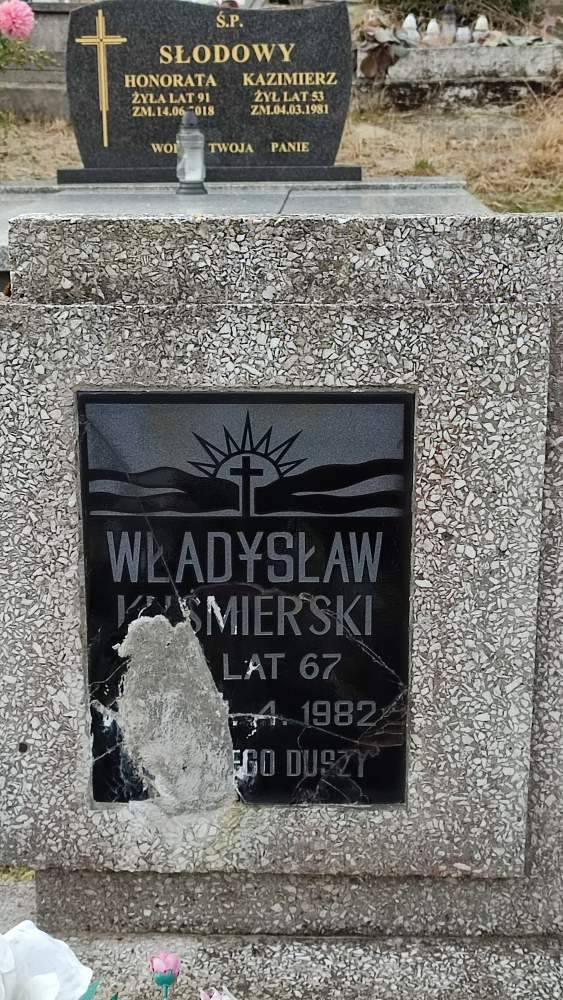 Ś.P.
SŁODOWY
HONORATA KAZIMIERZ
ŻYŁA LAT 91 ŻYŁ LAT 53
ZM.04.03.1981
TWOJA PANIE
WŁADYSŁAW
LAT 67
4 1982
DUSZY